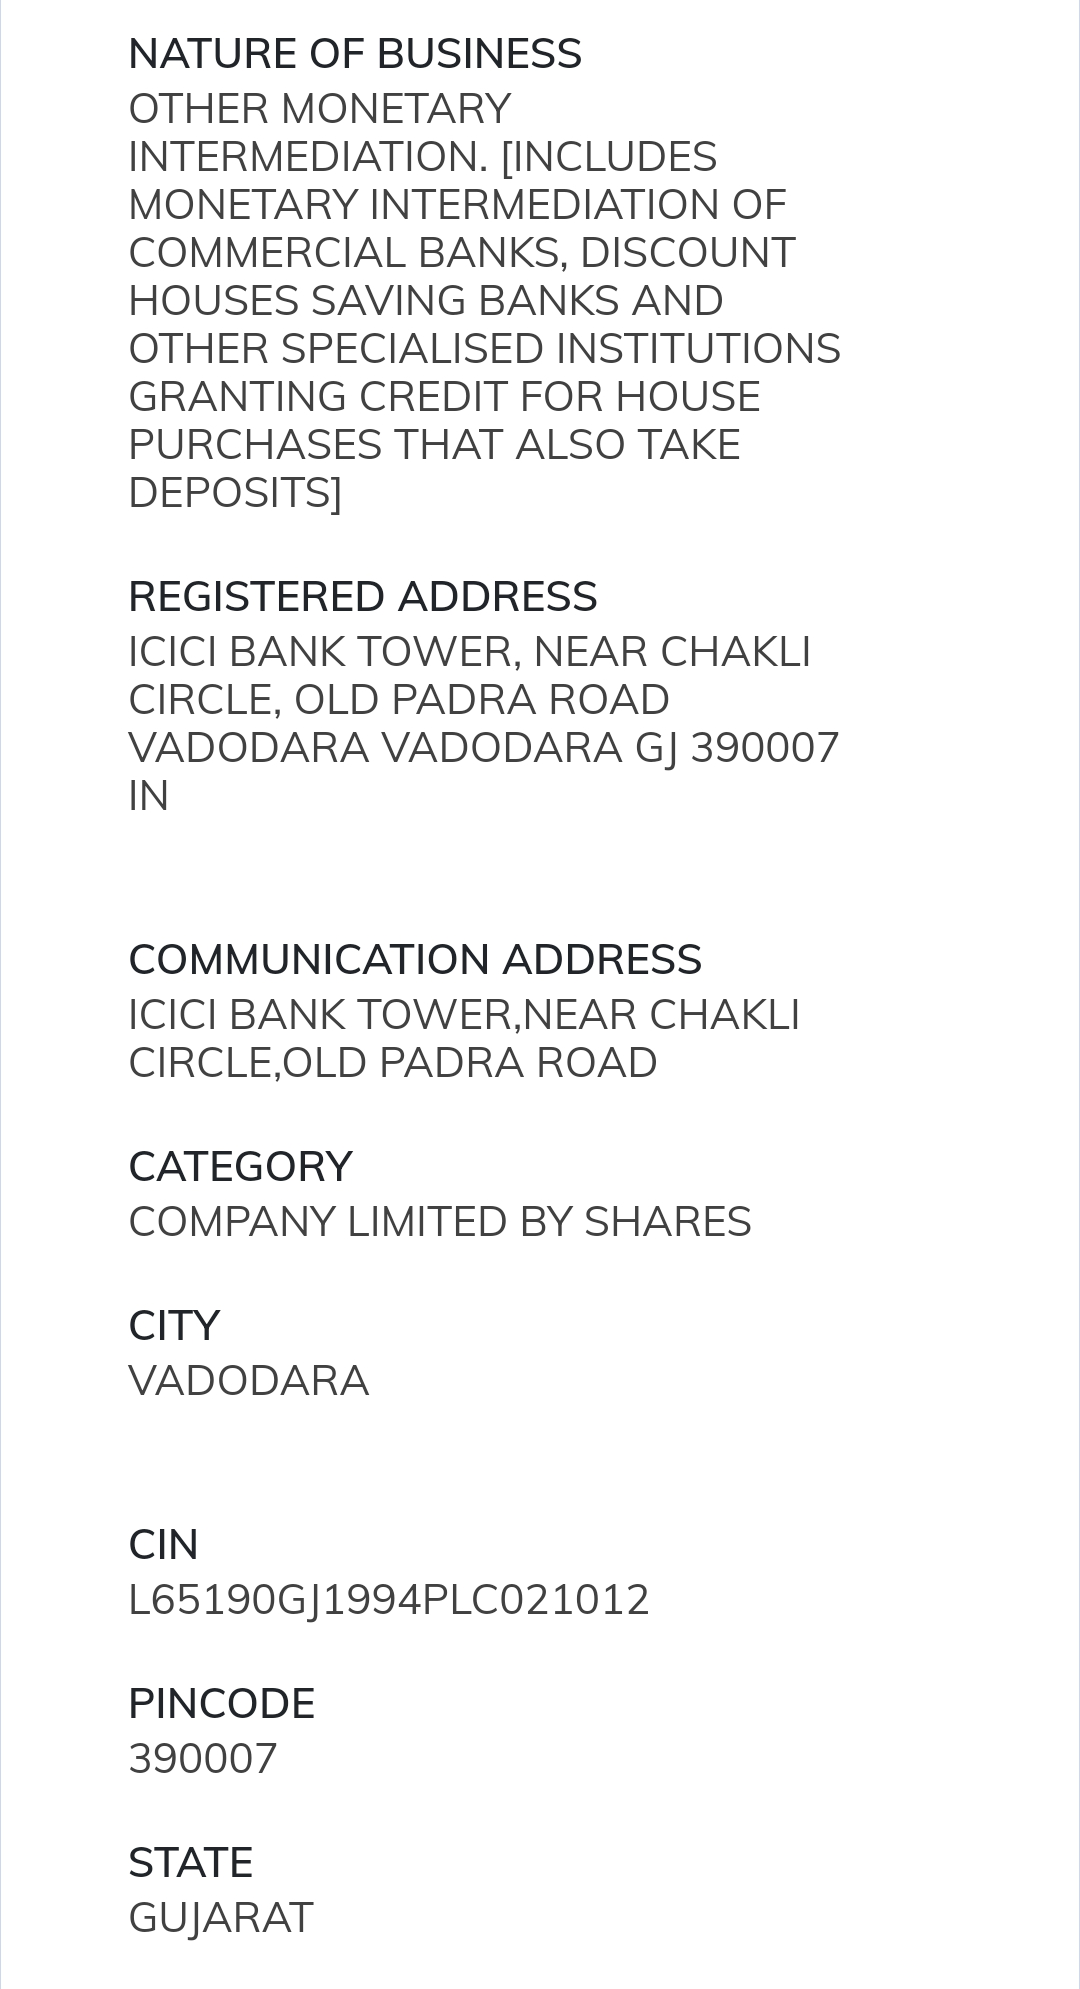 NATURE OF BUSINESS
OTHER MONETARY
INTERMEDIATION. [INCLUDES
MONETARY INTERMEDIATION OF
COMMERCIAL BANKS, DISCOUNT
HOUSES SAVING BANKS AND
OTHER SPECIALISED INSTITUTIONS
GRANTING CREDIT FOR HOUSE
PURCHASES THAT ALSO TAKE
DEPOSITS]
REGISTERED ADDRESS
ICICI BANK TOWER, NEAR CHAKLI
CIRCLE, OLD PADRA ROAD
VADODARA VADODARA GJ 390007
IN
COMMUNICATION ADDRESS
ICICI BANK TOWER,NEAR CHAKLI
CIRCLE,OLD PADRA ROAD
CATEGORY
COMPANY LIMITED BY SHARES
CITY
VADODARA
CIN
L65190GJ1994PLC021012
PINCODE
390007
STATE
GUJARAT